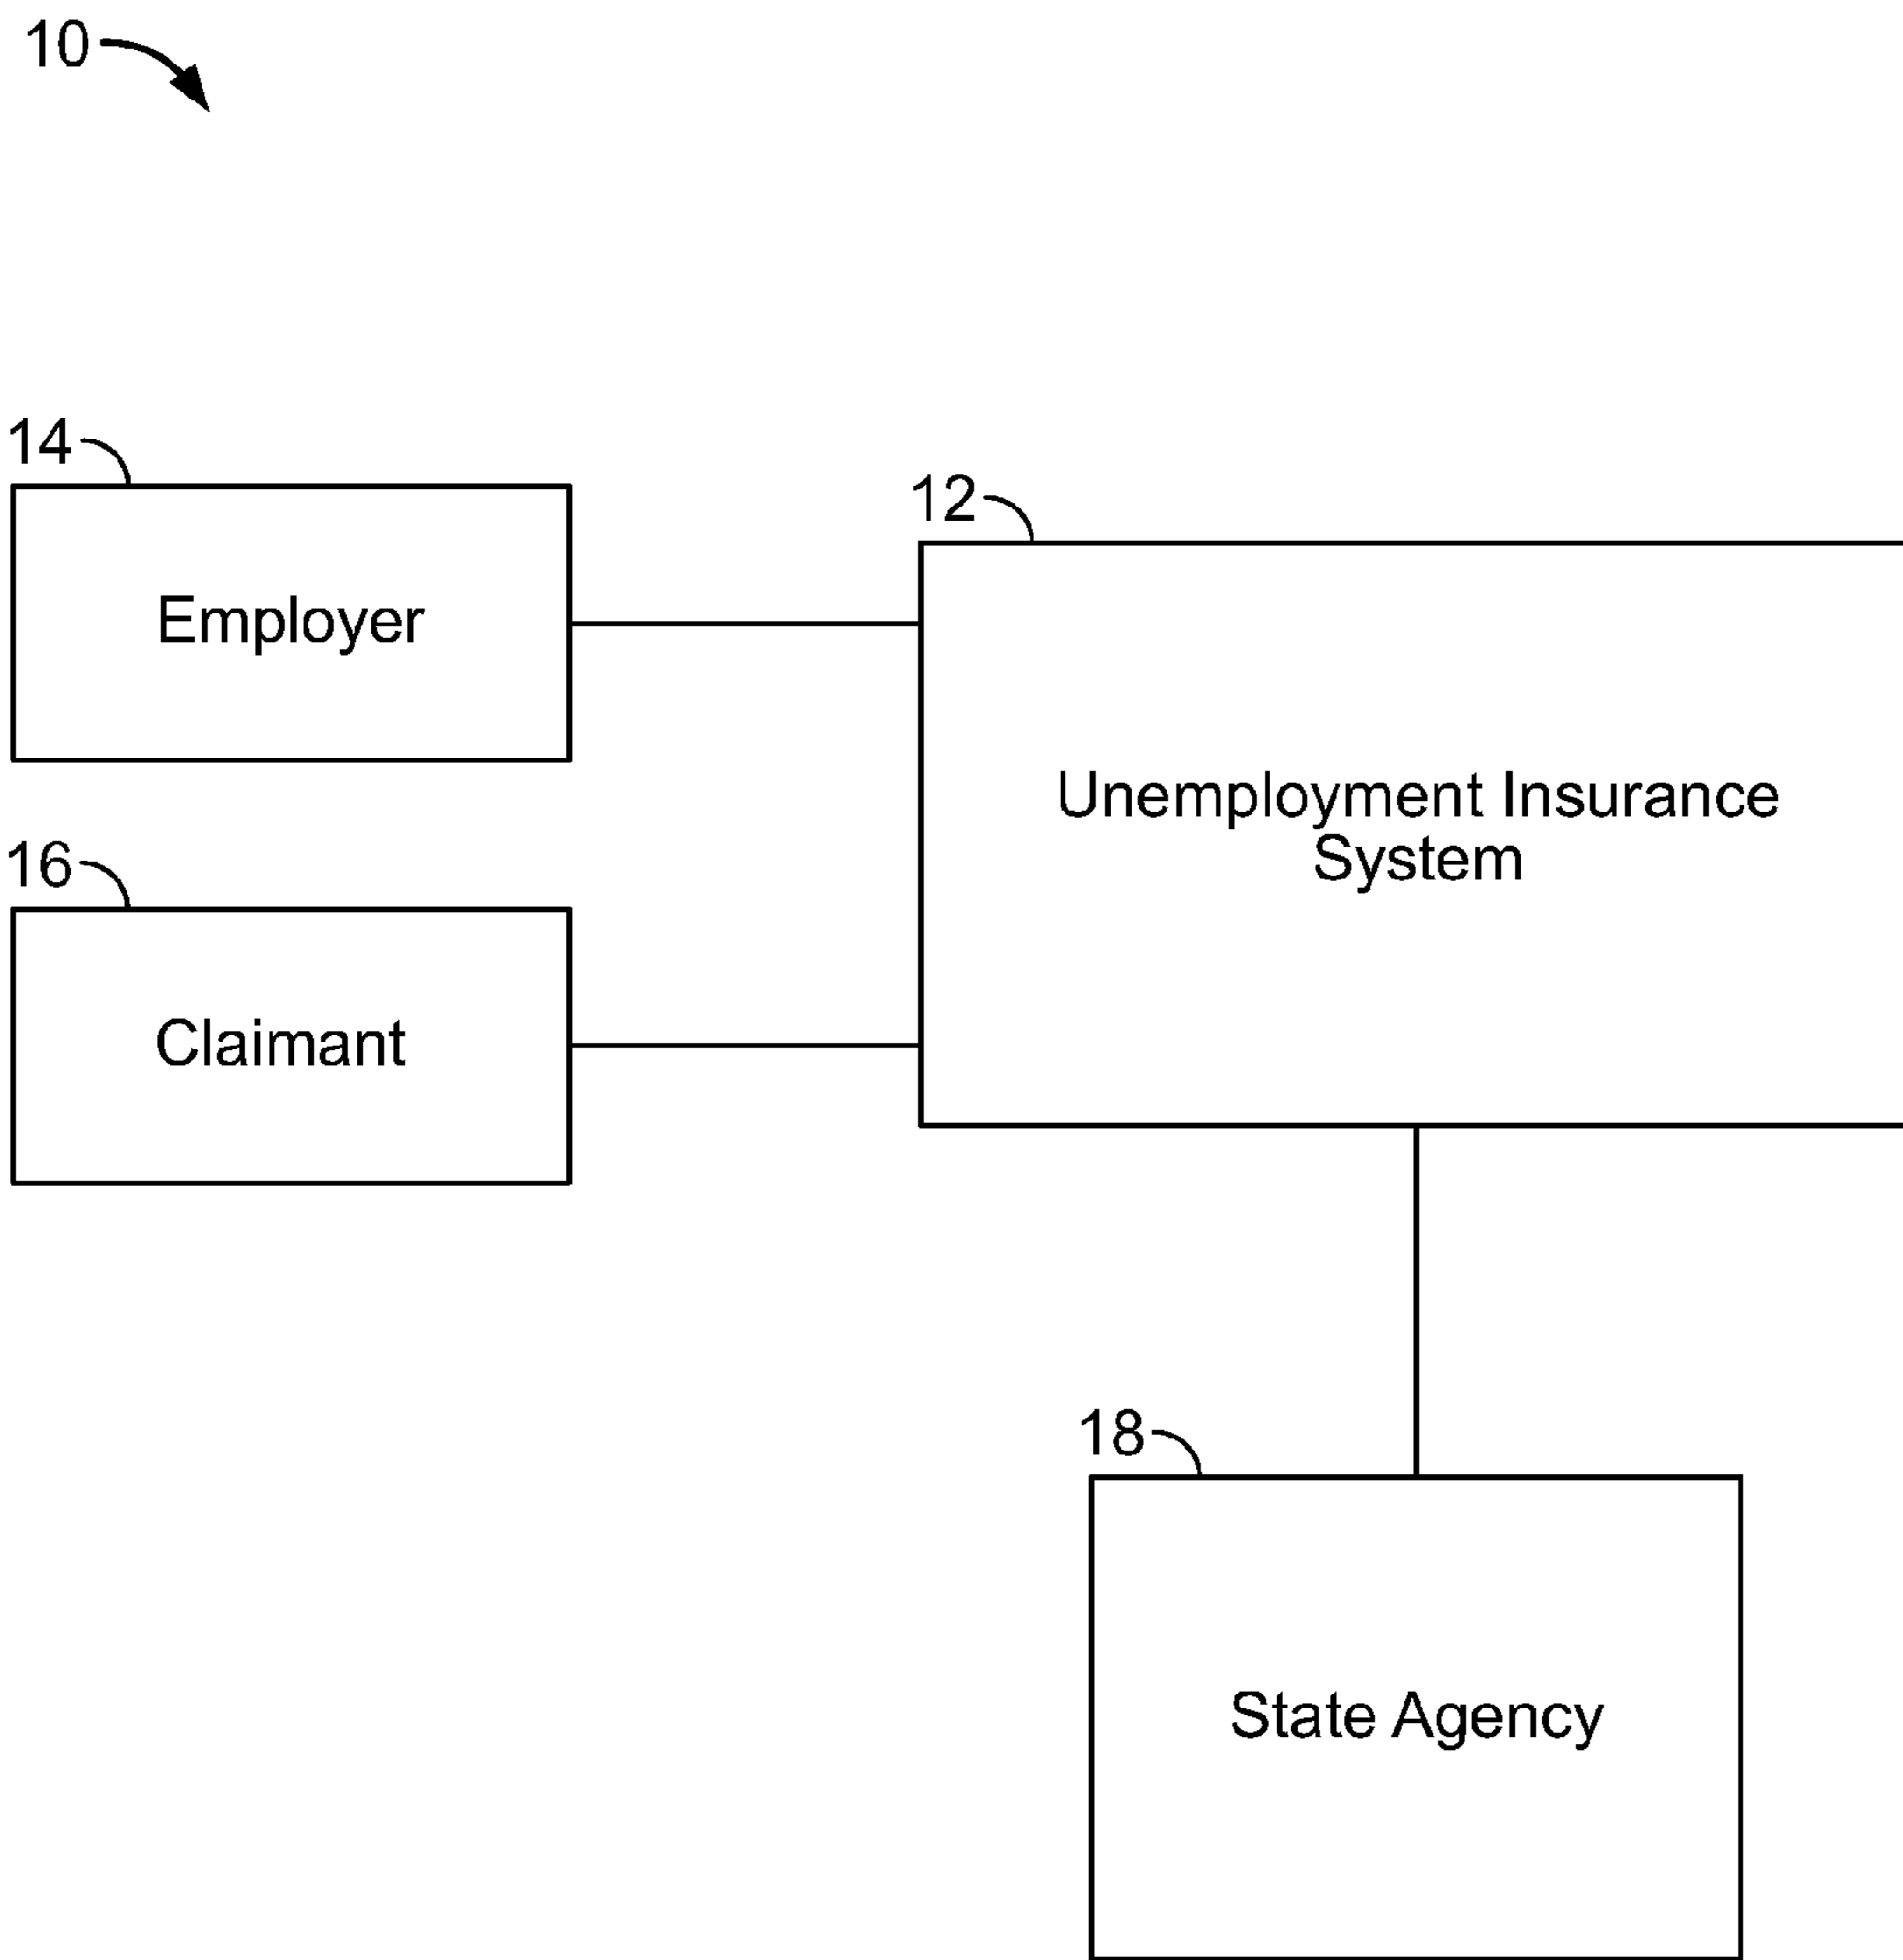 10
14
Employer
12
Unemployment Insurance
System
16
Claimant
18
State Agency